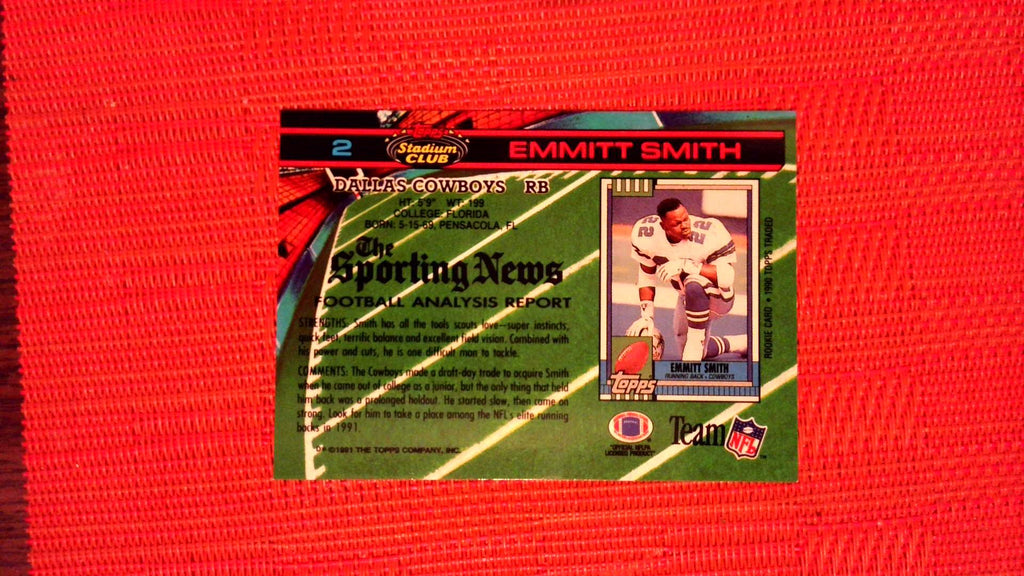 2
Topps
Stadium
CLUB
EMMITT SMITH
DALLAS COWBOYS RB
HT: 5'9" WT: 199
COLLEGE: FLORIDA
BORN: 5-15-69, PENSACOLA, FL
The
Sporting News
FOOTBALL ANALYSIS REPORT
STRENGTHS: Smith has all the tools scouts love--super instincts,
quick feet, terrific balance and excellent field vision. Combined with
his power and cuts, he is one difficult man to tackle.
COMMENTS: The Cowboys made a draft-day trade to acquire Smith
when he came out of college as a junior, but the only thing that held
him back was a prolonged holdout. He started slow, then came on
strong. Look for him to take a place among the NFL's elite running
backs in 1991.
D* ©1991 THE TOPPS COMPANY, INC.
22
22
EMMITT SMITH
RUNNING BACK • COWBOYS
Topps
ROOKIE CARD • 1990 TOPPS TRADED
OFFICIAL NFLPA
LICENSED PRODUCT
Team
NFL